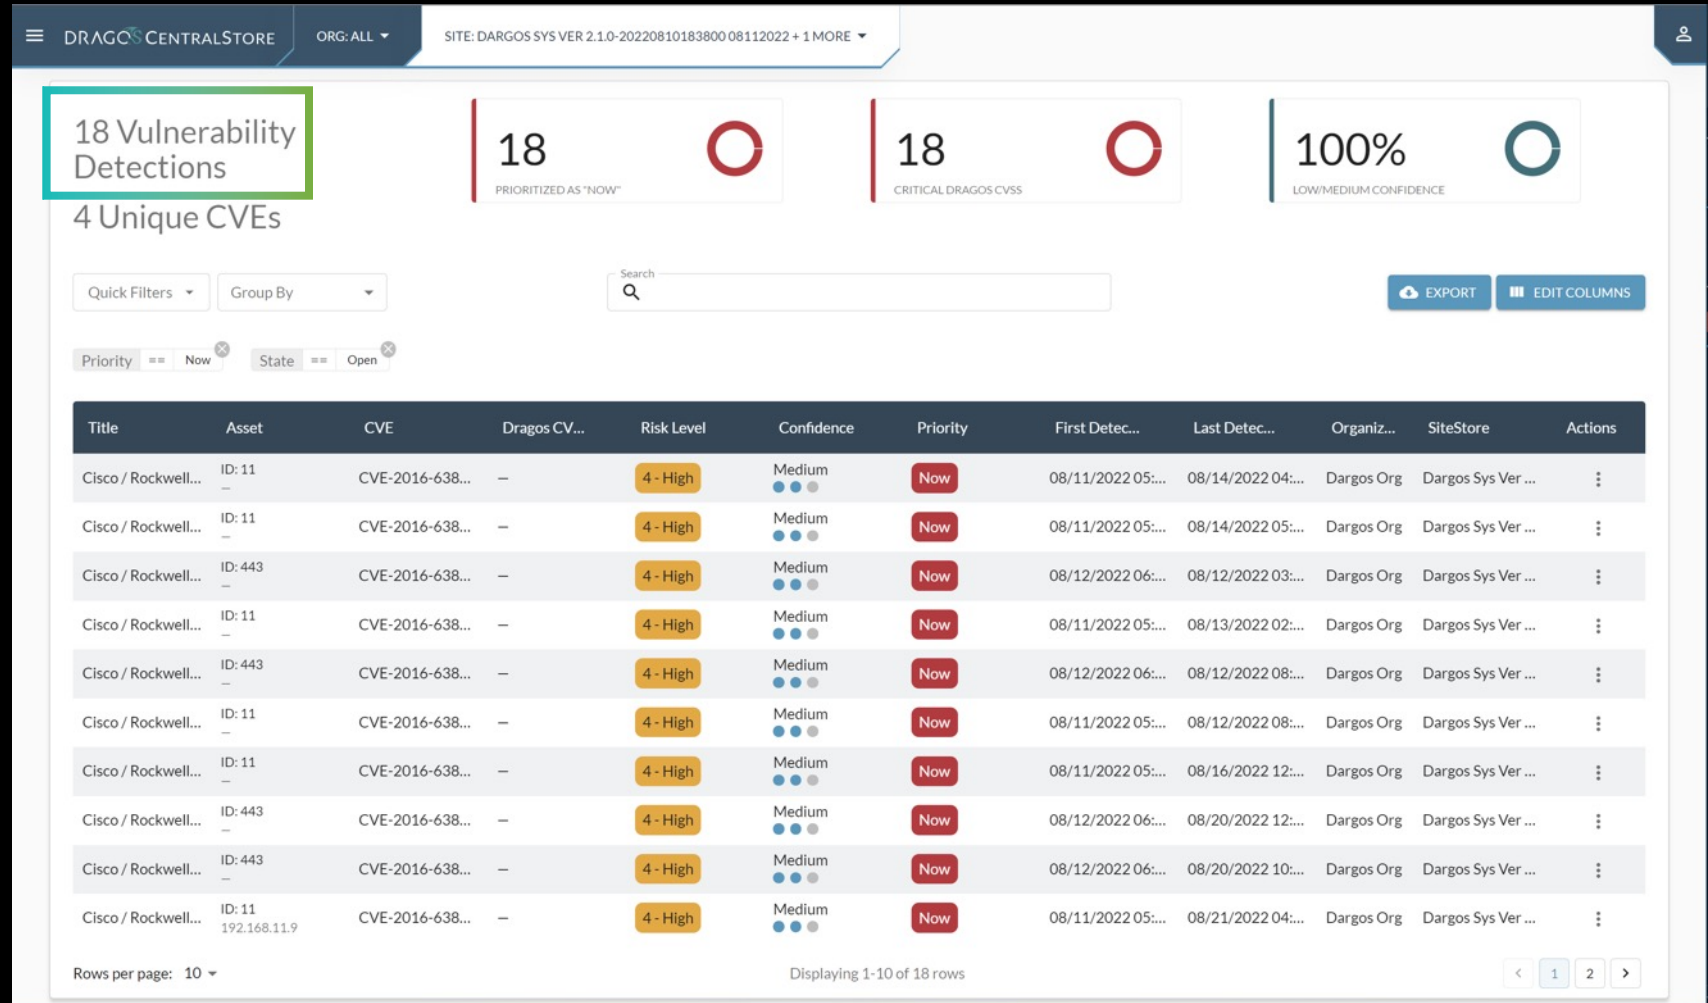 DRAGOS CENTRALSTORE
ORG: ALL
SITE: DARGOS SYS VER 2.1.0-20220810183800 08112022 + 1 MORE
18 Vulnerability
Detections
4 Unique CVEs
18
PRIORITIZED AS "NOW"
18
CRITICAL DRAGOS CVSS
100%
LOW/MEDIUM CONFIDENCE
Quick Filters
Group By
Search
EXPORT
EDIT COLUMNS
Priority == Now
State == Open
Title Asset CVE Dragos CV... Risk Level Confidence Priority First Detec... Last Detec... Organiz... SiteStore Actions
Cisco / Rockwell... ID: 11 — CVE-2016-638... — 4 - High Medium Now 08/11/2022 05:... 08/14/2022 04:... Dargos Org Dargos Sys Ver ...
Cisco / Rockwell... ID: 11 — CVE-2016-638... — 4 - High Medium Now 08/11/2022 05:... 08/14/2022 05:... Dargos Org Dargos Sys Ver ...
Cisco / Rockwell... ID: 443 — CVE-2016-638... — 4 - High Medium Now 08/12/2022 06:... 08/12/2022 03:... Dargos Org Dargos Sys Ver ...
Cisco / Rockwell... ID: 11 — CVE-2016-638... — 4 - High Medium Now 08/11/2022 05:... 08/13/2022 02:... Dargos Org Dargos Sys Ver ...
Cisco / Rockwell... ID: 443 — CVE-2016-638... — 4 - High Medium Now 08/12/2022 06:... 08/12/2022 08:... Dargos Org Dargos Sys Ver ...
Cisco / Rockwell... ID: 11 — CVE-2016-638... — 4 - High Medium Now 08/11/2022 05:... 08/12/2022 08:... Dargos Org Dargos Sys Ver ...
Cisco / Rockwell... ID: 11 — CVE-2016-638... — 4 - High Medium Now 08/11/2022 05:... 08/16/2022 12:... Dargos Org Dargos Sys Ver ...
Cisco / Rockwell... ID: 443 — CVE-2016-638... — 4 - High Medium Now 08/12/2022 06:... 08/20/2022 12:... Dargos Org Dargos Sys Ver ...
Cisco / Rockwell... ID: 443 — CVE-2016-638... — 4 - High Medium Now 08/12/2022 06:... 08/20/2022 10:... Dargos Org Dargos Sys Ver ...
Cisco / Rockwell... ID: 11 192.168.11.9 CVE-2016-638... — 4 - High Medium Now 08/11/2022 05:... 08/21/2022 04:... Dargos Org Dargos Sys Ver ...
Rows per page: 10
Displaying 1-10 of 18 rows
< 1 2 >